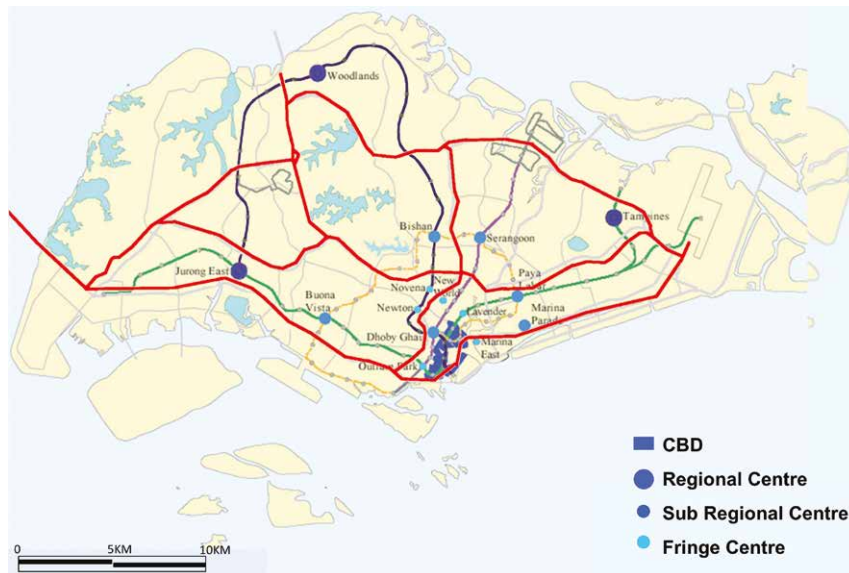 Woodlands
Tampines
Bishan
Serangoon
Jurong East
Novena
New
World
Paya
Lebar
Buona
Vista
Newton
Cavender
Marina
Parade
Dhoby Ghaut
Marina
East
Outram Park
CBD
Regional Centre
Sub Regional Centre
Fringe Centre
0
5KM
10KM